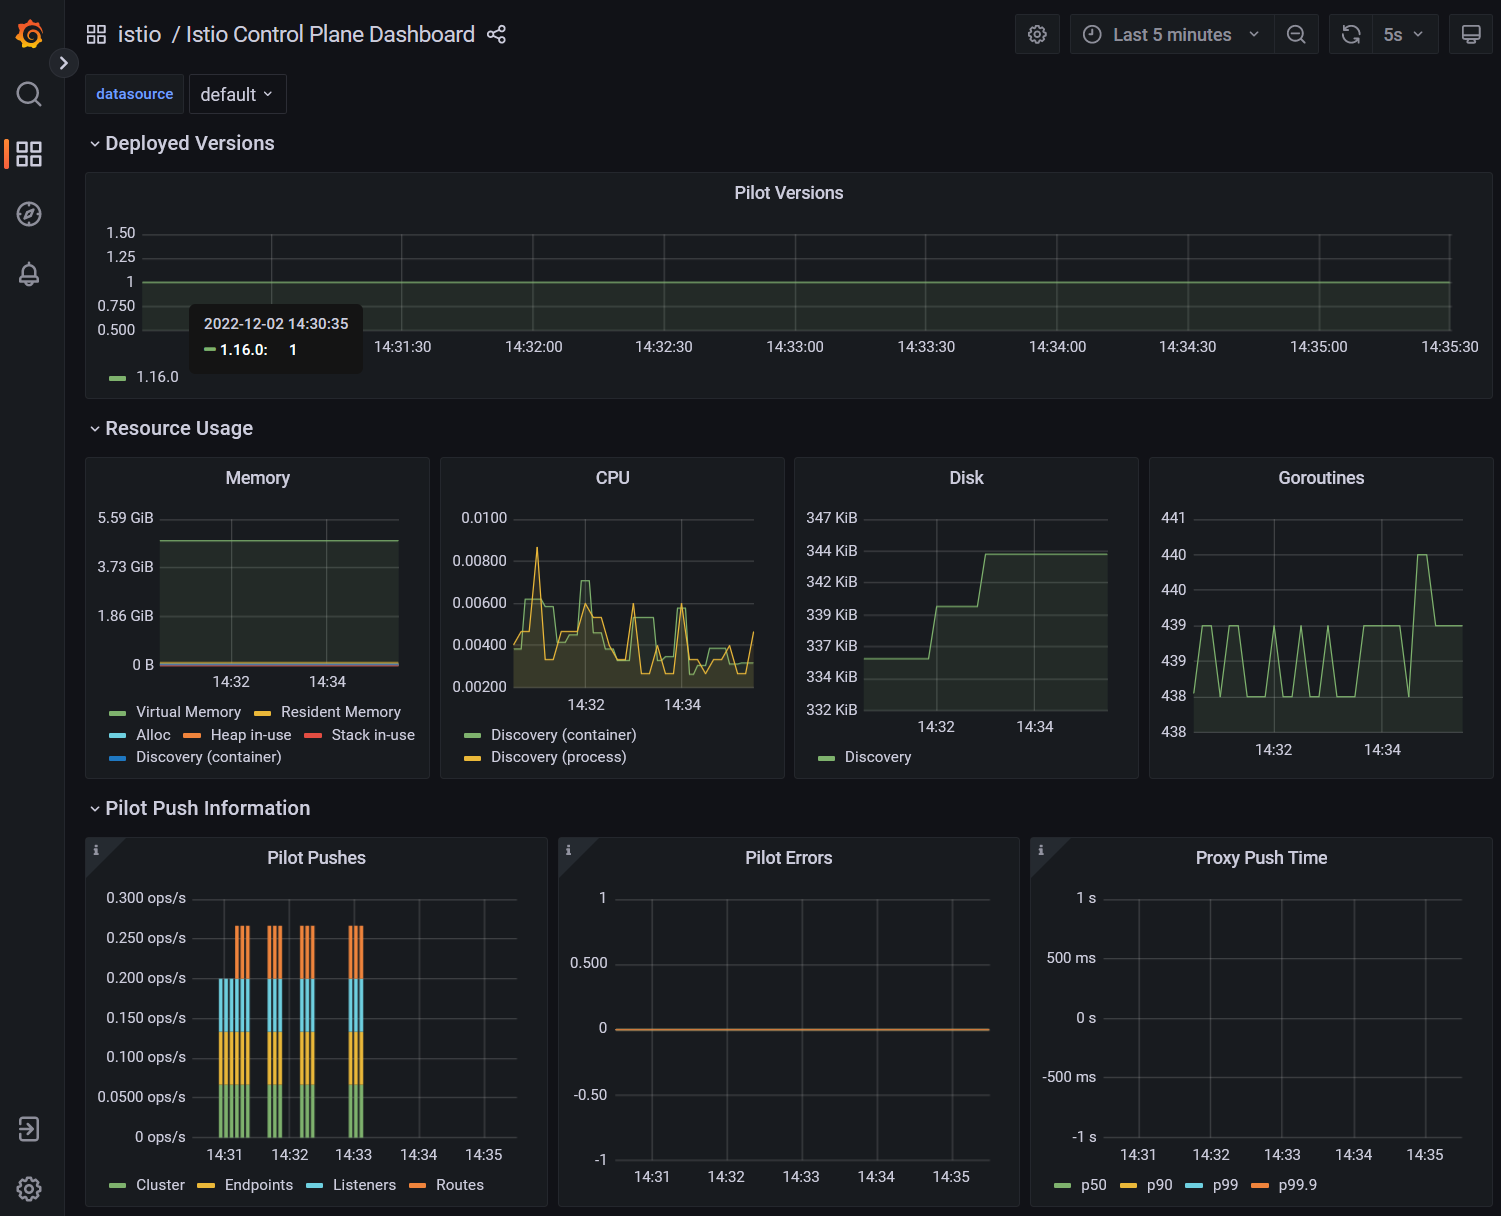 istio / Istio Control Plane Dashboard
Last 5 minutes
5s
datasource default
Deployed Versions
Pilot Versions
1.50
1.25
1
0.750
0.500
2022-12-02 14:30:35
1.16.0: 1
14:31:30 14:32:00 14:32:30 14:33:00 14:33:30 14:34:00 14:34:30 14:35:00 14:35:30
1.16.0
Resource Usage
Memory
5.59 GiB
3.73 GiB
1.86 GiB
0 B
14:32 14:34
Virtual Memory Resident Memory
Alloc Heap in-use Stack in-use
Discovery (container)
CPU
0.0100
0.00800
0.00600
0.00400
0.00200
14:32 14:34
Discovery (container)
Discovery (process)
Disk
347 KiB
344 KiB
342 KiB
339 KiB
337 KiB
334 KiB
332 KiB
14:32 14:34
Discovery
Goroutines
441
440
440
439
439
438
438
14:32 14:34
Pilot Push Information
Pilot Pushes
0.300 ops/s
0.250 ops/s
0.200 ops/s
0.150 ops/s
0.100 ops/s
0.0500 ops/s
0 ops/s
14:31 14:32 14:33 14:34 14:35
Cluster Endpoints Listeners Routes
Pilot Errors
1
0.500
0
-0.50
-1
14:31 14:32 14:33 14:34 14:35
Proxy Push Time
1 s
500 ms
0 s
-500 ms
-1 s
14:31 14:32 14:33 14:34 14:35
p50 p90 p99 p99.9